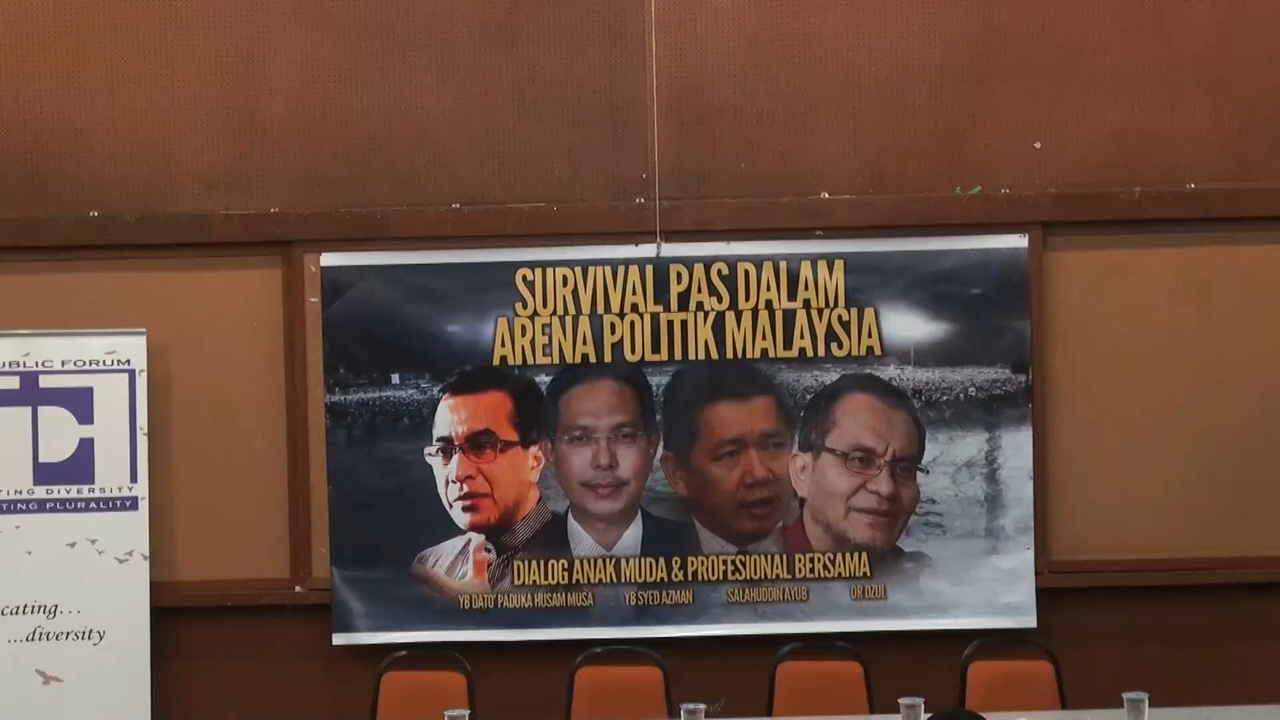 SURVIVAL PAS DALAM
ARENA POLITIK MALAYSIA
DIALOG ANAK MUDA & PROFESIONAL BERSAMA
YB DATO' PADUKA HUSAM MUSA YB SYED AZMAN SALAHUDDIN AYUB DR DZUL
UBLIC FORUM
TING DIVERSITY
TING PLURALITY
cating...
...diversity